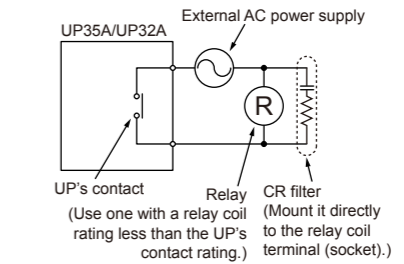 External AC power supply
UP35A/UP32A
R
UP's contact
Relay
(Use one with a relay coil
rating less than the UP's
contact rating.)
CR filter
(Mount it directly
to the relay coil
terminal (socket).)